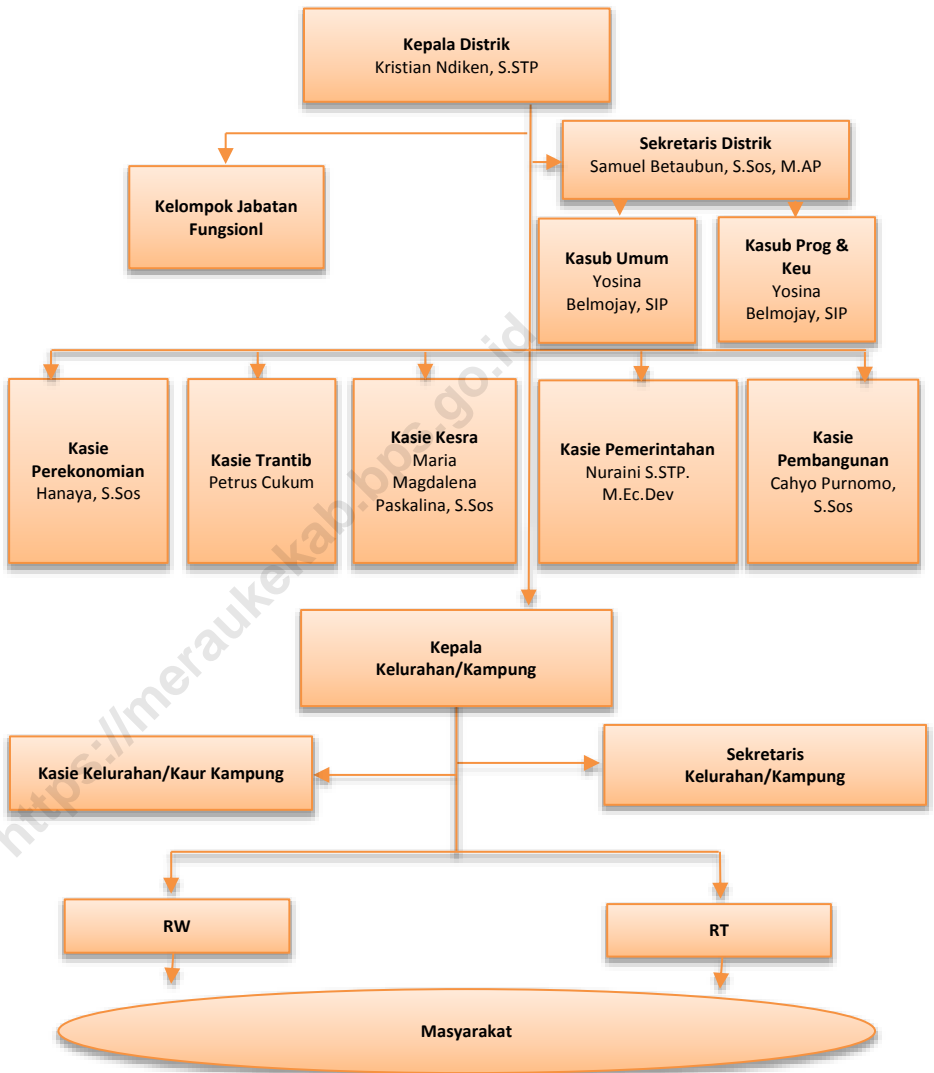 Kepala Distrik
Kristian Ndiken, S.STP
Sekretaris Distrik
Samuel Betaubun, S.Sos, M.AP
Kelompok Jabatan
Fungsionl
Kasub Umum
Yosina
Belmojay, SIP
Kasub Prog &
Keu
Yosina
Belmojay, SIP
Kasie
Perekonomian
Hanaya, S.Sos
Kasie Trantib
Petrus Cukum
Kasie Kesra
Maria
Magdalena
Paskalina, S.Sos
Kasie Pemerintahan
Nuraini S.STP.
M.Ec.Dev
Kasie
Pembangunan
Cahyo Purnomo,
S.Sos
Kepala
Kelurahan/Kampung
Kasie Kelurahan/Kaur Kampung
Sekretaris
Kelurahan/Kampung
RW
RT
Masyarakat
https://meraukekab.bps.go.id